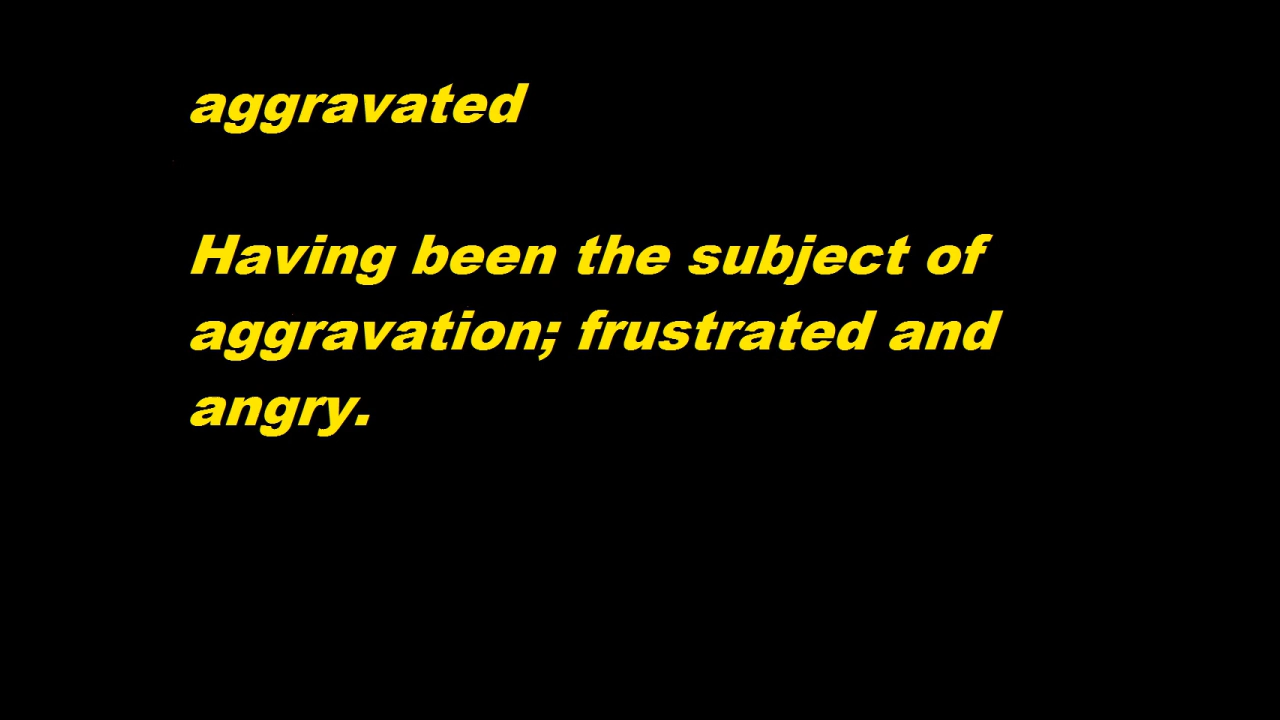 aggravated
Having been the subject of
aggravation; frustrated and
angry.